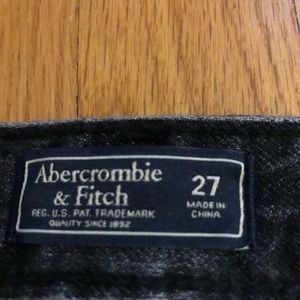 Abercrombie
& Fitch
REG. U.S. PAT. TRADEMARK
QUALITY SINCE 1892
27
MADE IN
CHINA